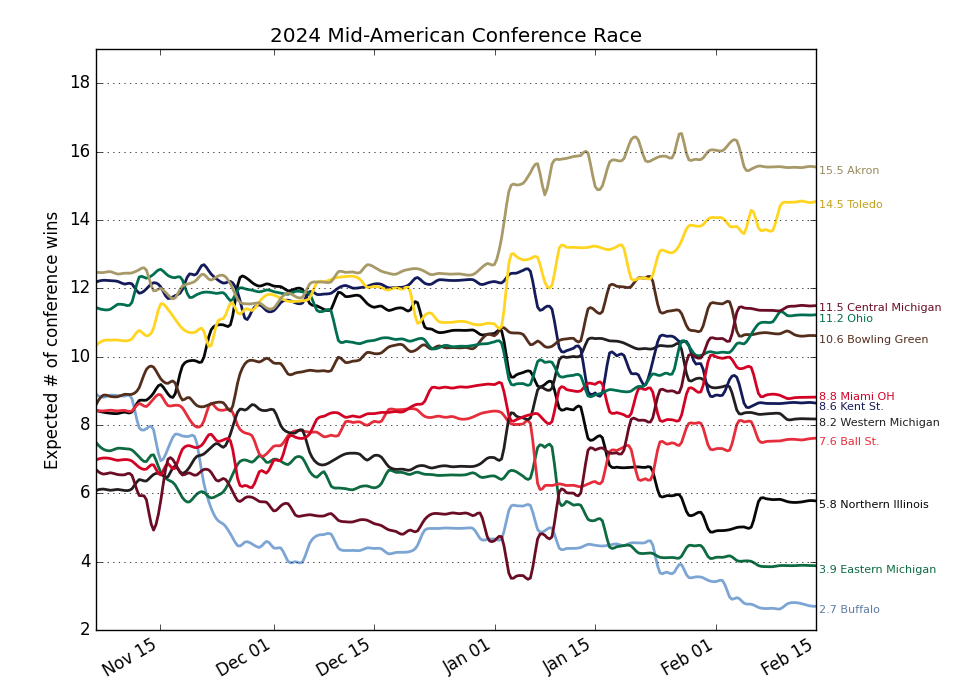 2024 Mid-American Conference Race
Expected # of conference wins
18
16
14
12
10
8
6
4
2
15.5 Akron
14.5 Toledo
11.5 Central Michigan
11.2 Ohio
10.6 Bowling Green
8.8 Miami OH
8.6 Kent St.
8.2 Western Michigan
7.6 Ball St.
5.8 Northern Illinois
3.9 Eastern Michigan
2.7 Buffalo
Nov 15
Dec 01
Dec 15
Jan 01
Jan 15
Feb 01
Feb 15